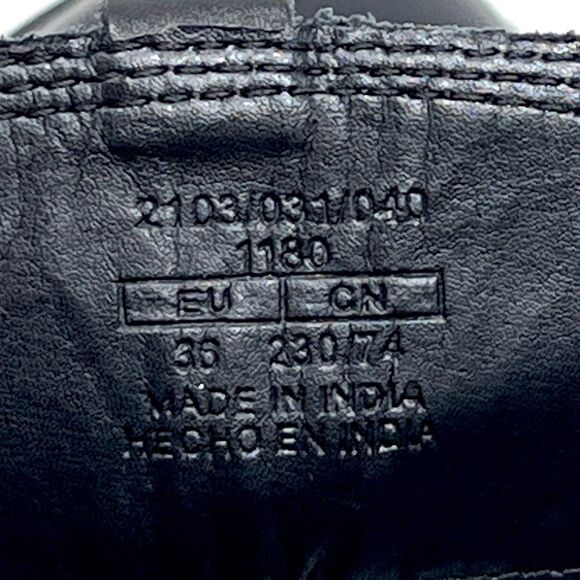 2103/031/040
1180
EU CN
36 230/74
MADE IN INDIA
HECHO EN INDIA